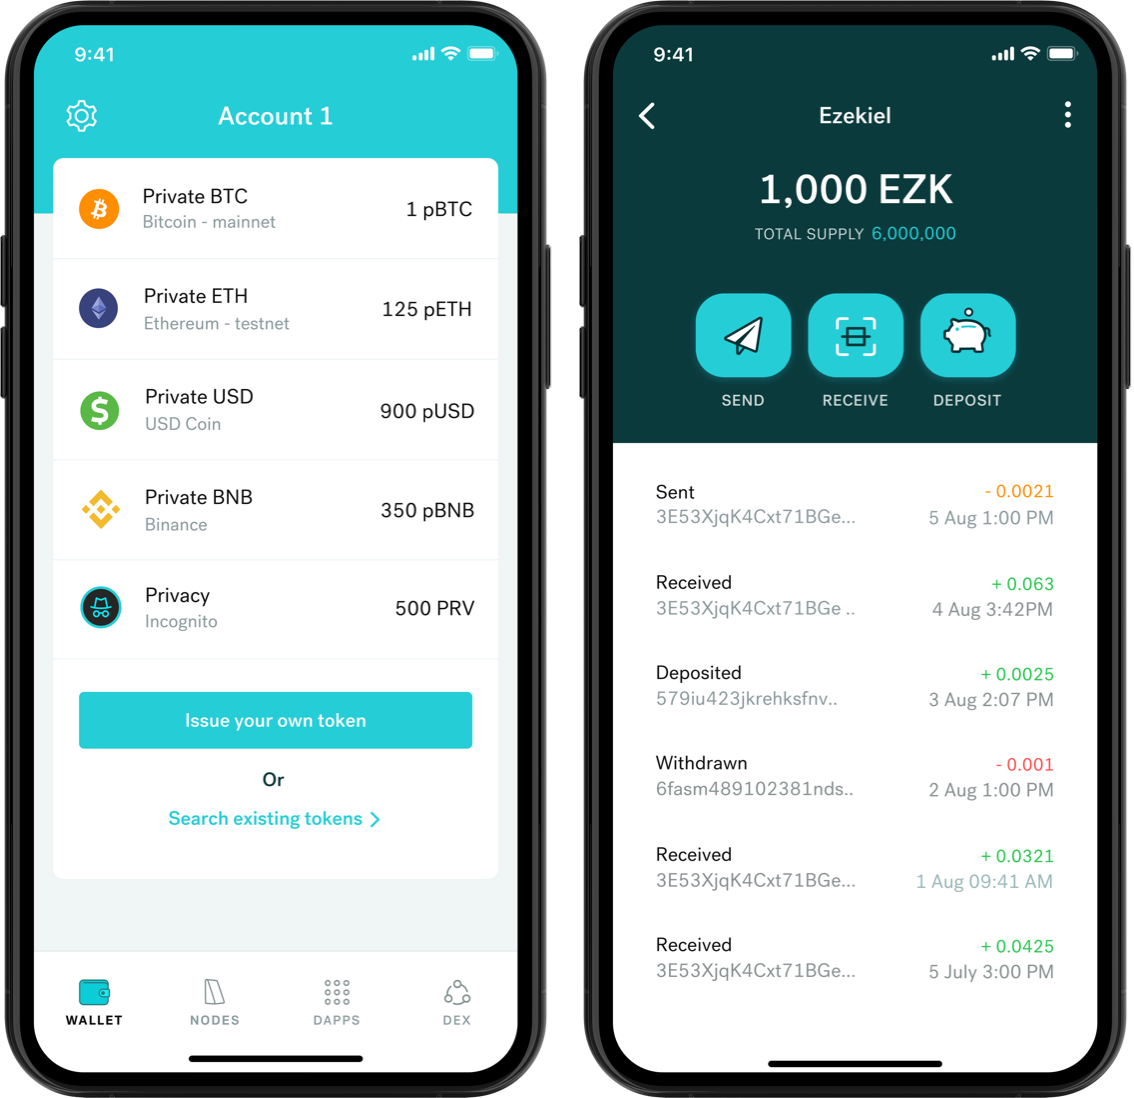 9:41
Account 1
Private BTC
Bitcoin - mainnet
1 pBTC
Private ETH
Ethereum - testnet
125 pETH
Private USD
USD Coin
900 pUSD
Private BNB
Binance
350 pBNB
Privacy
Incognito
500 PRV
Issue your own token
Or
Search existing tokens
WALLET
NODES
DAPPS
DEX
9:41
Ezekiel
1,000 EZK
TOTAL SUPPLY 6,000,000
SEND
RECEIVE
DEPOSIT
Sent
- 0.0021
3E53XjqK4Cxt71BGe...
5 Aug 1:00 PM
Received
+ 0.063
3E53XjqK4Cxt71BGe ..
4 Aug 3:42PM
Deposited
+ 0.0025
579iu423jkrehksfnv..
3 Aug 2:07 PM
Withdrawn
- 0.001
6fasm489102381nds..
2 Aug 1:00 PM
Received
+ 0.0321
3E53XjqK4Cxt71BGe...
1 Aug 09:41 AM
Received
+ 0.0425
3E53XjqK4Cxt71BGe...
5 July 3:00 PM